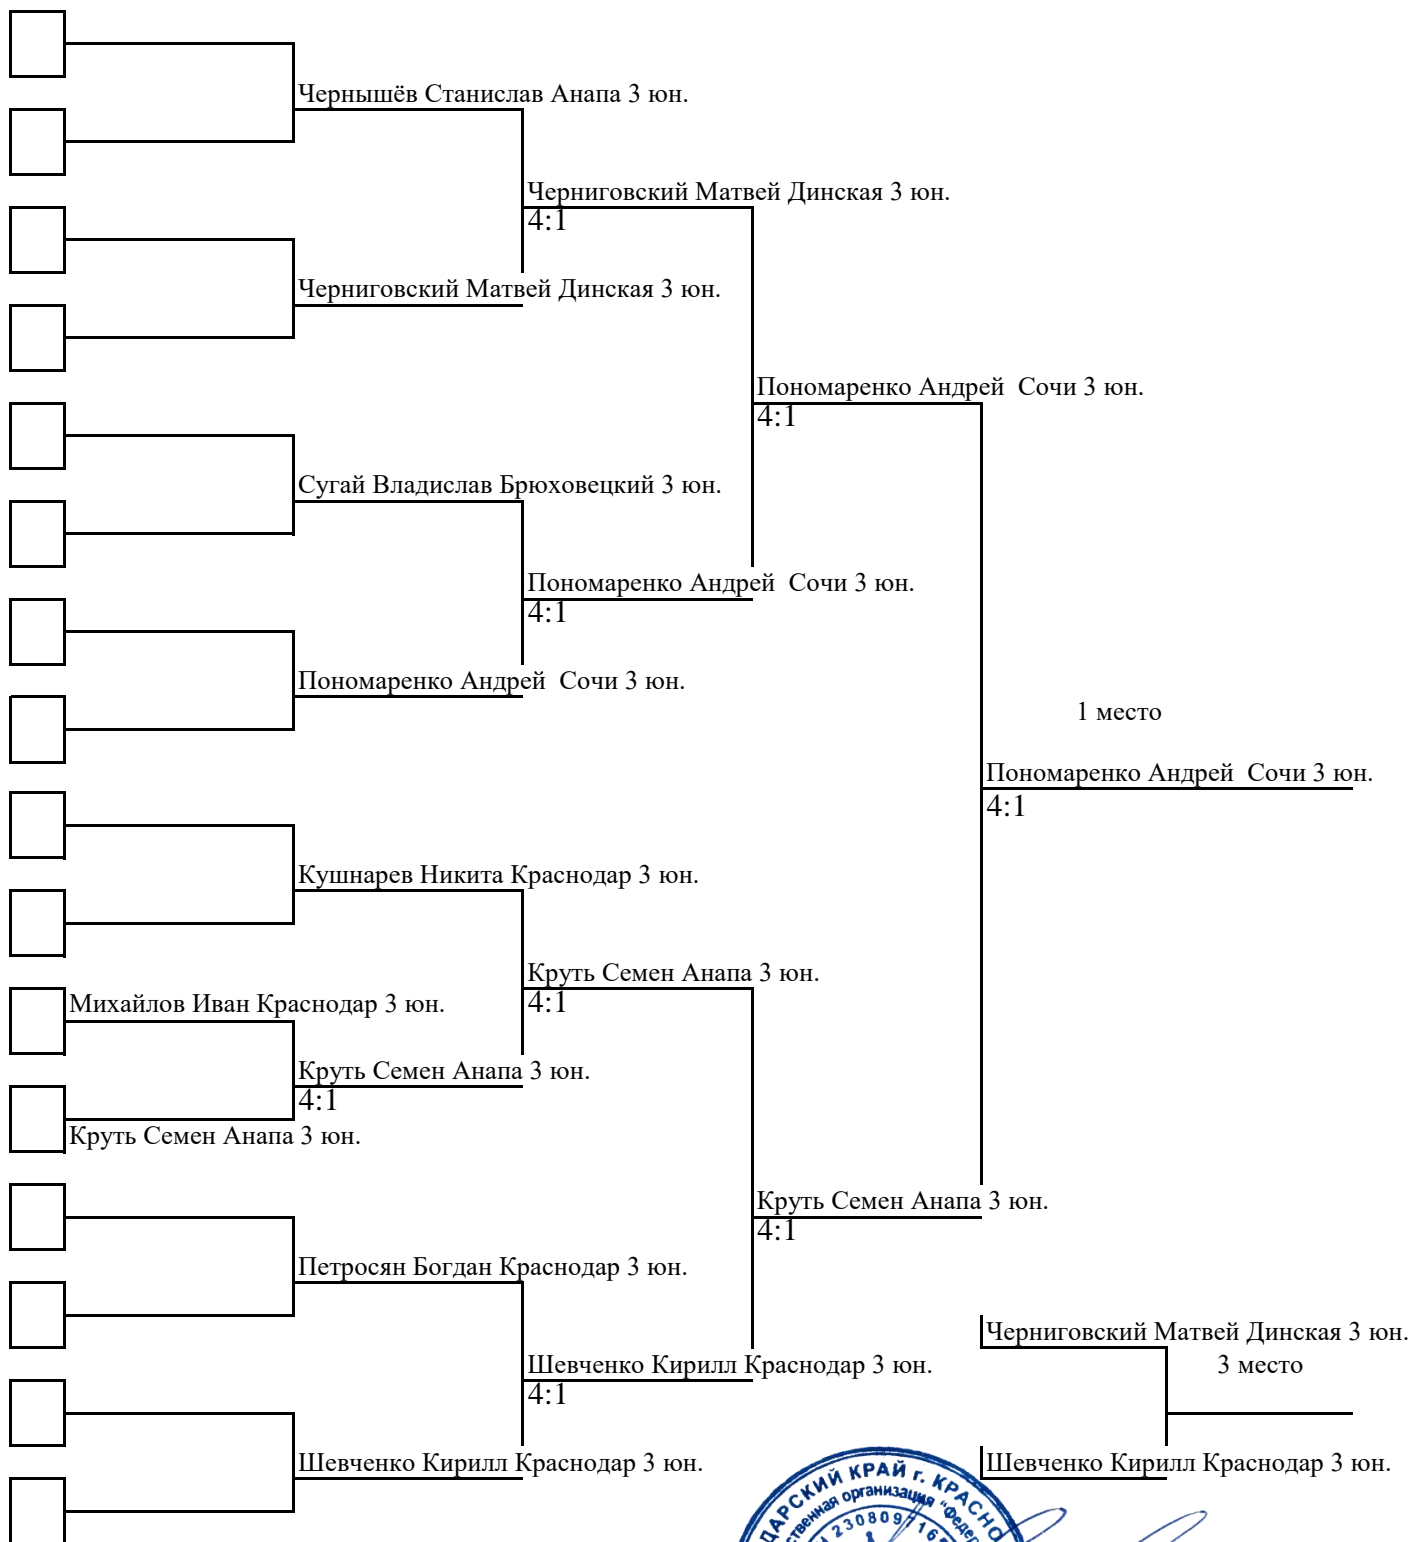 Чернышёв Станислав Анапа 3 юн.
Черниговский Матвей Динская 3 юн.
4:1
Черниговский Матвей Динская 3 юн.
Пономаренко Андрей  Сочи 3 юн.
4:1
Сугай Владислав Брюховецкий 3 юн.
Пономаренко Андрей  Сочи 3 юн.
4:1
Пономаренко Андрей  Сочи 3 юн.
1 место
Пономаренко Андрей  Сочи 3 юн.
4:1
Кушнарев Никита Краснодар 3 юн.
Круть Семен Анапа 3 юн.
4:1
Михайлов Иван Краснодар 3 юн.
Круть Семен Анапа 3 юн.
4:1
Круть Семен Анапа 3 юн.
Круть Семен Анапа 3 юн.
4:1
Петросян Богдан Краснодар 3 юн.
Черниговский Матвей Динская 3 юн.
Шевченко Кирилл Краснодар 3 юн.
3 место
4:1
Шевченко Кирилл Краснодар 3 юн.
Шевченко Кирилл Краснодар 3 юн.
КРАЙ г.
организация